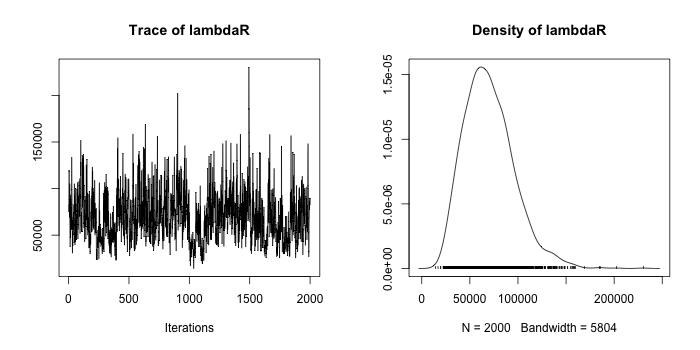 Trace of lambdaR
150000
50000
0
500
1000
1500
2000
Iterations
Density of lambdaR
1.5e-05
1.0e-05
5.0e-06
0.0e+00
0
50000
100000
200000
N = 2000 Bandwidth = 5804